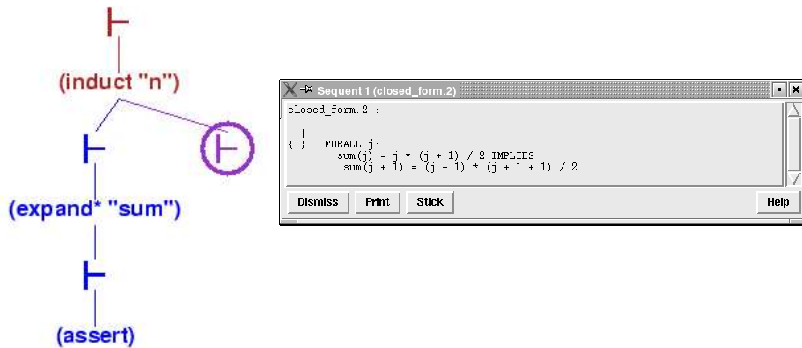 (induct "n")
(expand* "sum")
(assert)
Sequent 1 (closed_form.2)
closed_form.2 :
FORALL j:
sum(j) = j * (j + 1) / 2 IMPLIES
sum(j + 1) = (j + 1) * (j + 1 + 1) / 2
Dismiss
Print
Stick
Help